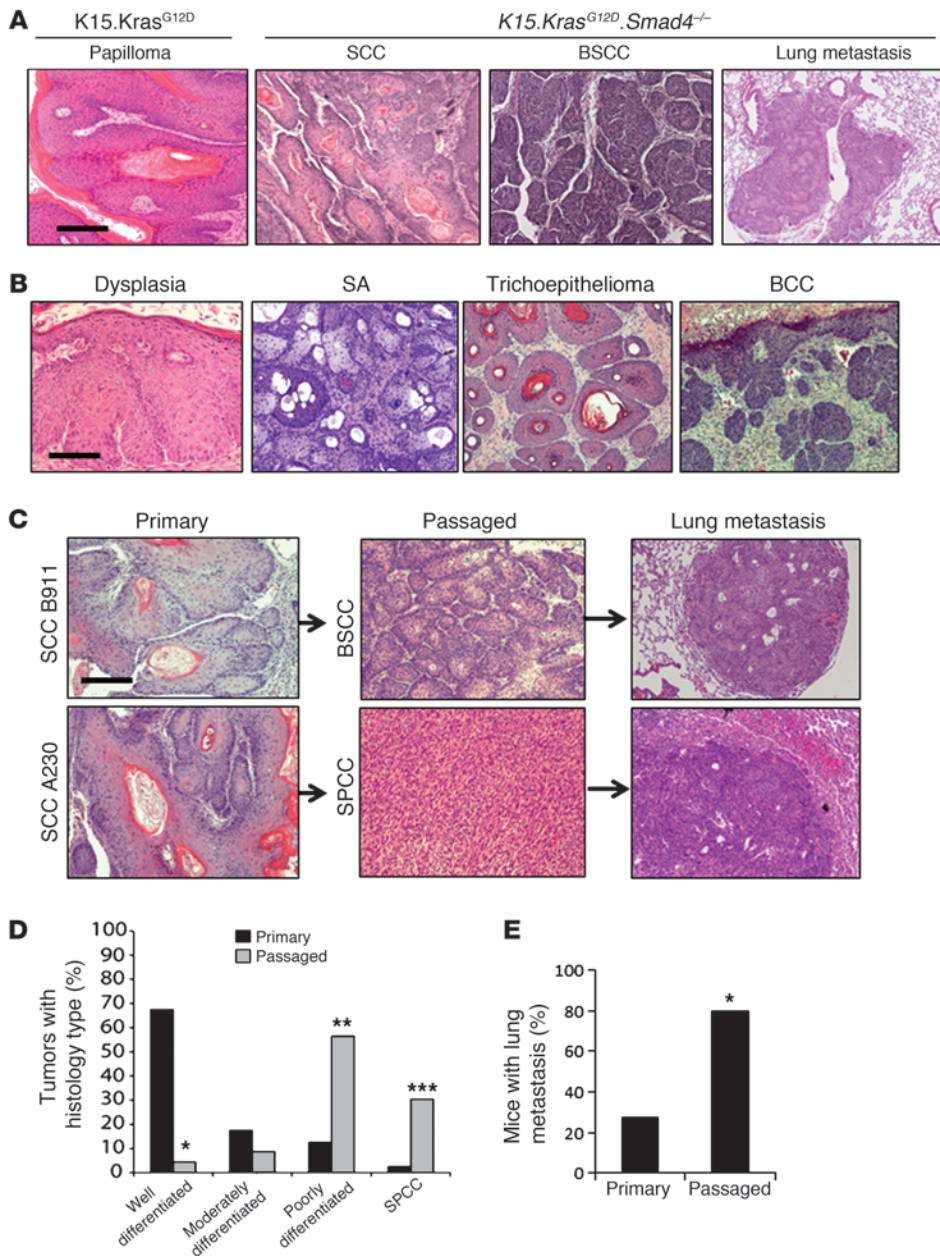 A
K15.KrasG12D
K15.KrasG12D.Smad4–/–
Papilloma
SCC
BSCC
Lung metastasis
B
Dysplasia
SA
Trichoepithelioma
BCC
C
Primary
Passaged
Lung metastasis
SCC B911
BSCC
SCC A230
SPCC
D
Tumors with
histology type (%)
100
90
80
70
60
50
40
30
20
10
0
Primary
Passaged
*
**
***
Well
differentiated
Moderately
differentiated
Poorly
differentiated
SPCC
E
Mice with lung
metastasis (%)
100
80
60
40
20
0
*
Primary
Passaged